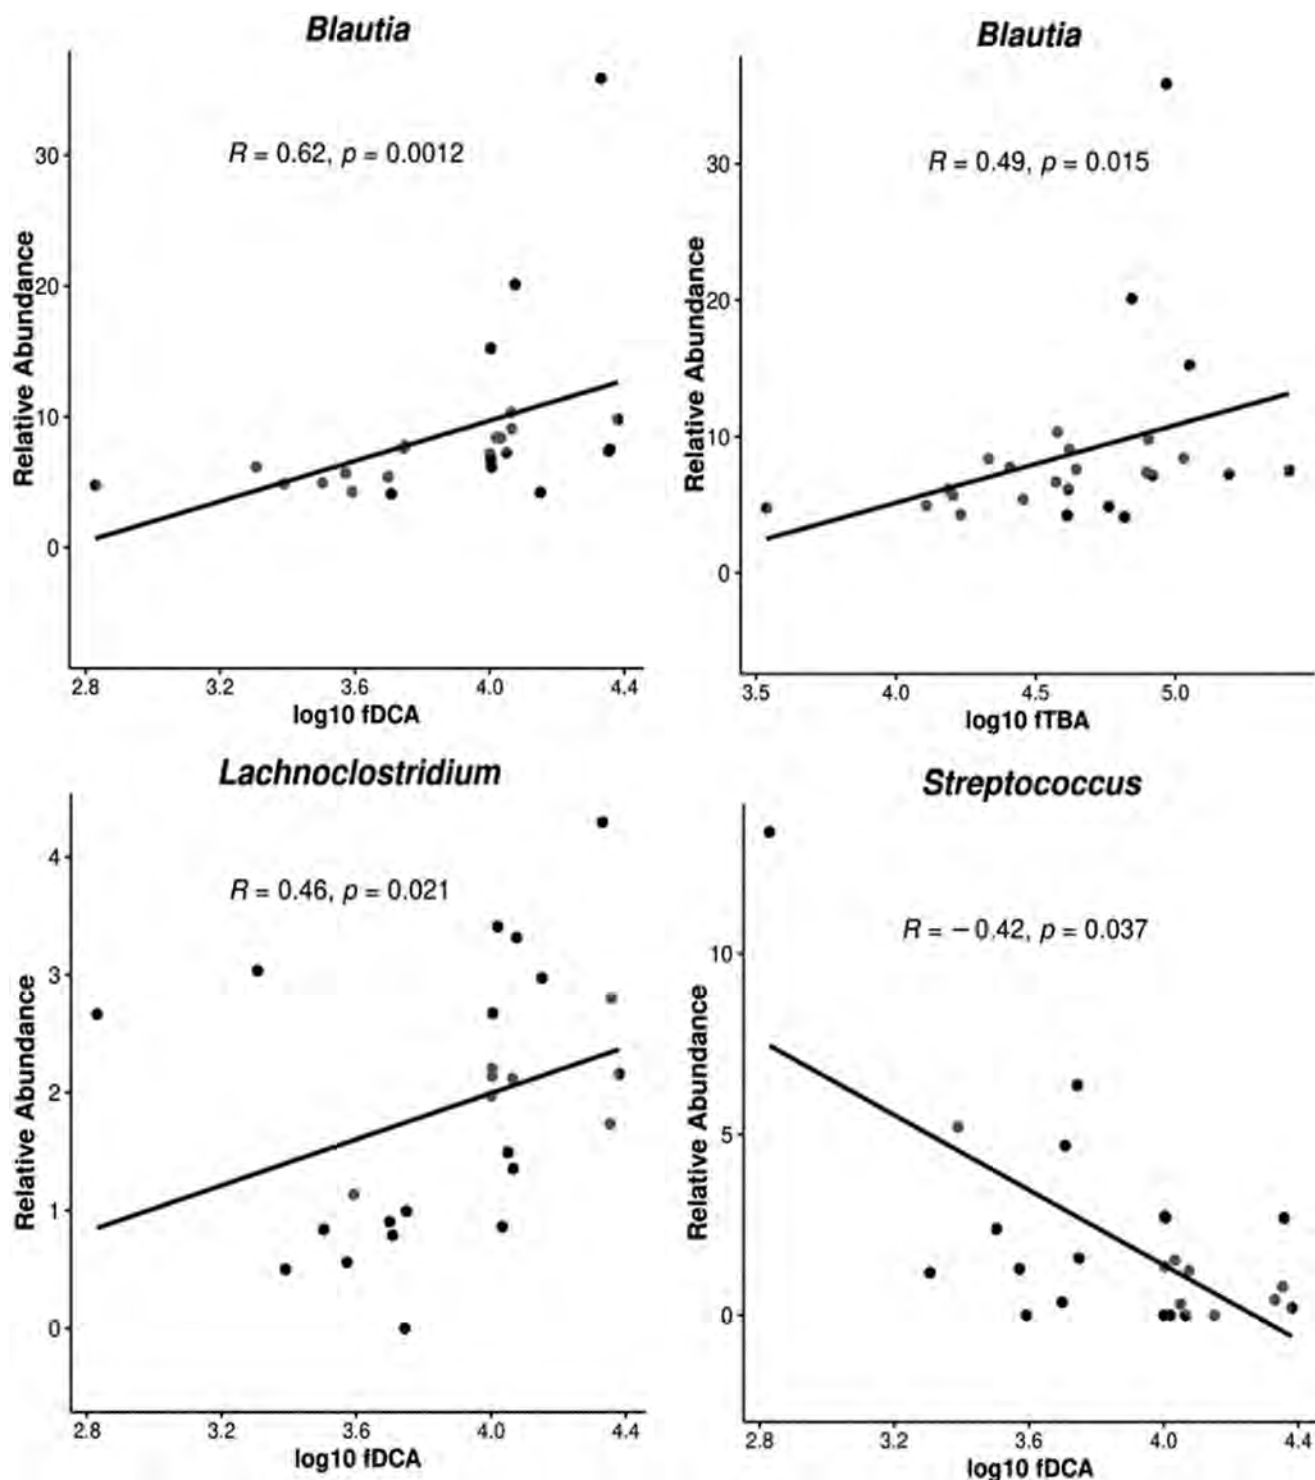 Blautia
R = 0.62, p = 0.0012
Relative Abundance
30
20
10
0
2.8 3.2 3.6 4.0 4.4
log10 fDCA
Blautia
R = 0.49, p = 0.015
Relative Abundance
30
20
10
0
3.5 4.0 4.5 5.0
log10 fTBA
Lachnoclostridium
R = 0.46, p = 0.021
Relative Abundance
4
3
2
1
0
2.8 3.2 3.6 4.0 4.4
log10 fDCA
Streptococcus
R = −0.42, p = 0.037
Relative Abundance
10
5
0
2.8 3.2 3.6 4.0 4.4
log10 fDCA